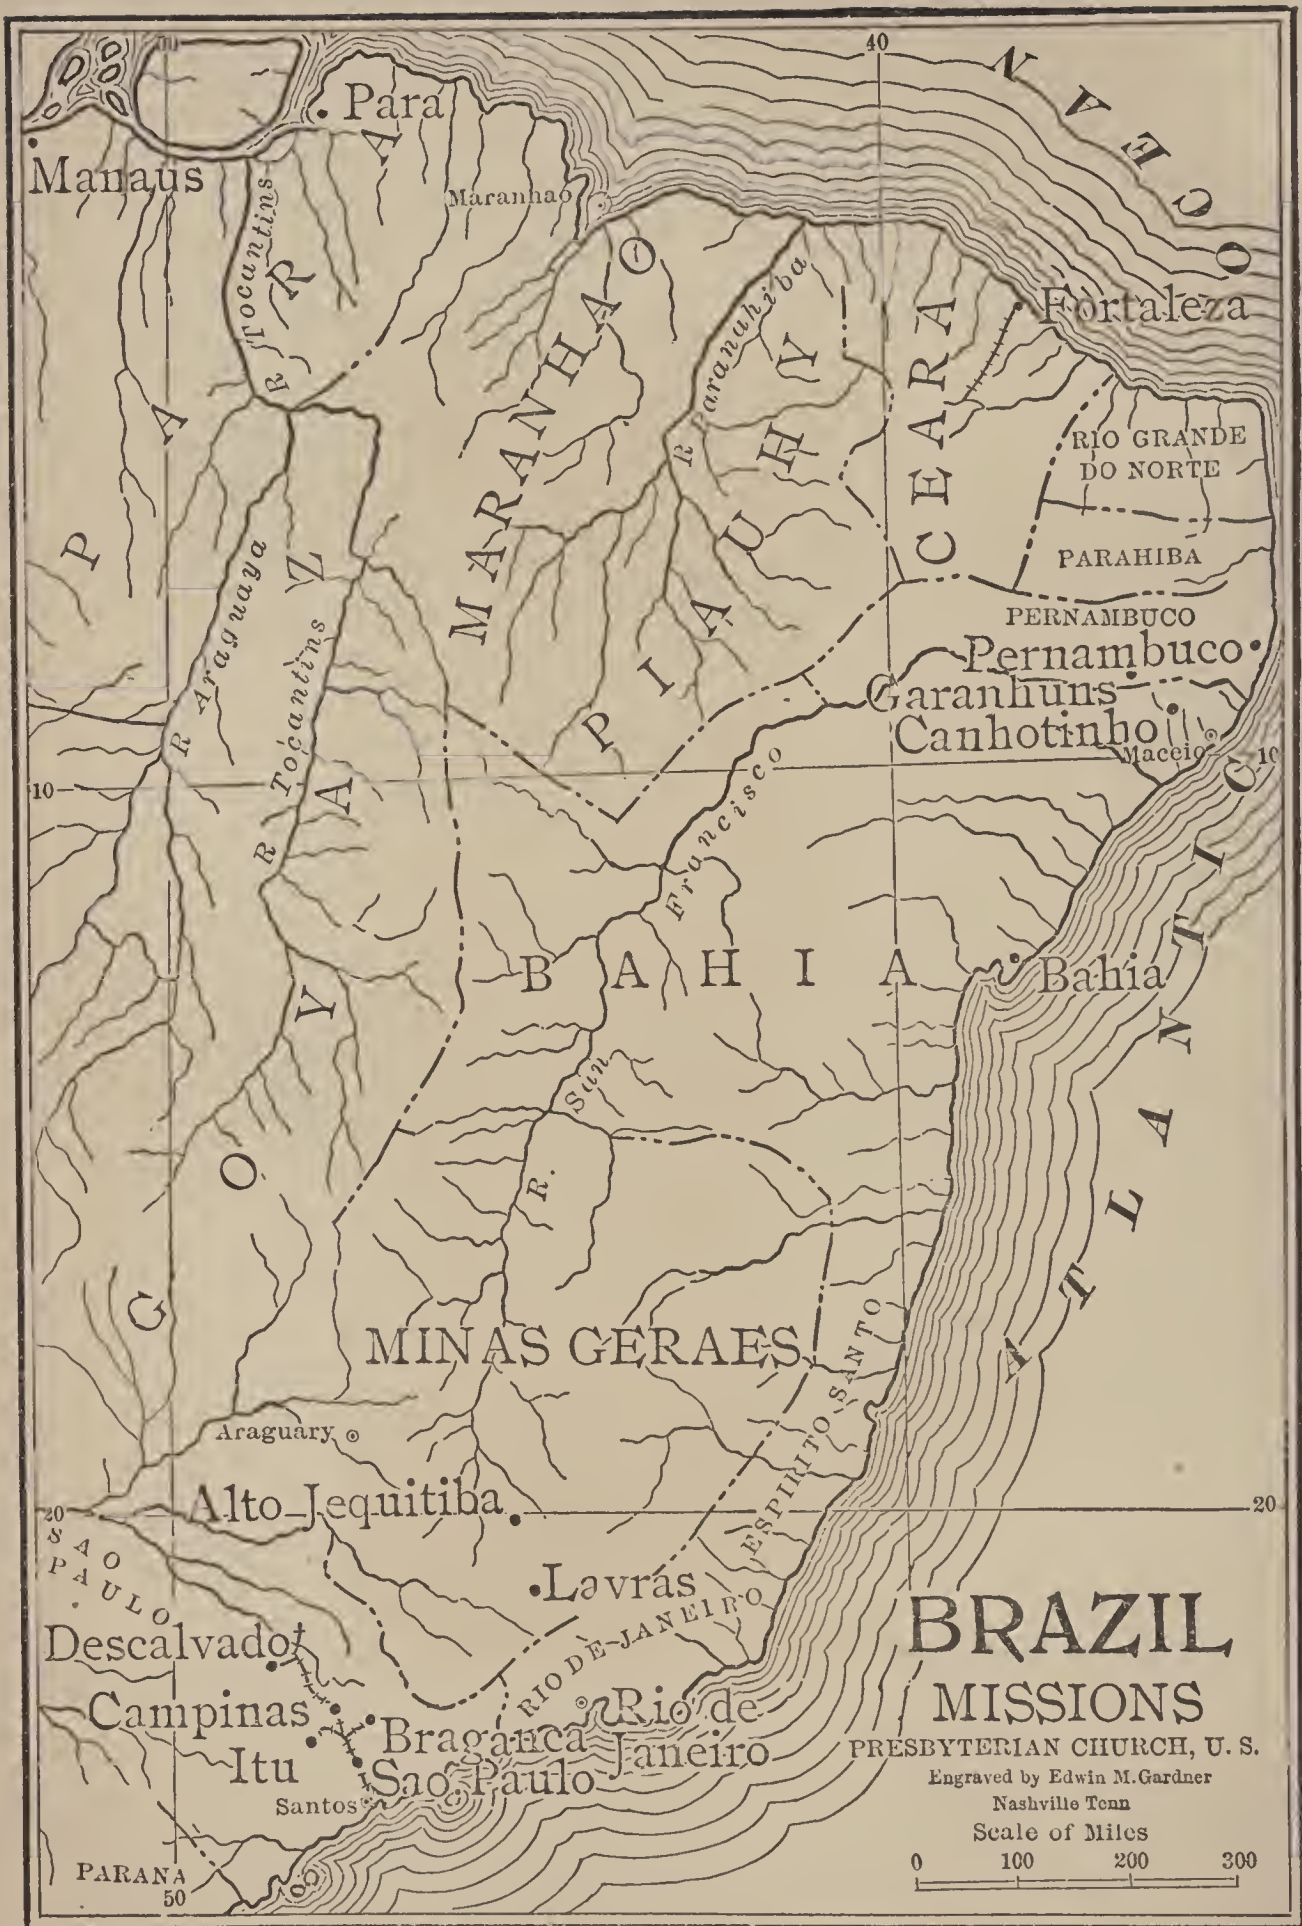 50
40
ATLANTIC OCEAN
Para
Manaus
Maranhao
R Tocantins
PARA
MARANHAO
R Paranahiba
PIAUHY
CEARA
Fortaleza
RIO GRANDE
DO NORTE
PARAHIBA
PERNAMBUCO
Pernambuco
Garanhuns
Canhotinho
Maceio
R Araguaya
R Tocantins
GOYAZ
10
10
R. San Francisco
BAHIA
Bahia
MINAS GERAES
ESPIRITO SANTO
Araguary
Alto Jequitiba
20
20
SAO
PAULO
Lavras
RIO DE JANEIRO
Descalvado
Campinas
Itu
Braganca
Rio de
Janeiro
Sao Paulo
Santos
PARANA
50
BRAZIL
MISSIONS
PRESBYTERIAN CHURCH, U. S.
Engraved by Edwin M. Gardner
Nashville Tenn
Scale of Miles
0 100 200 300